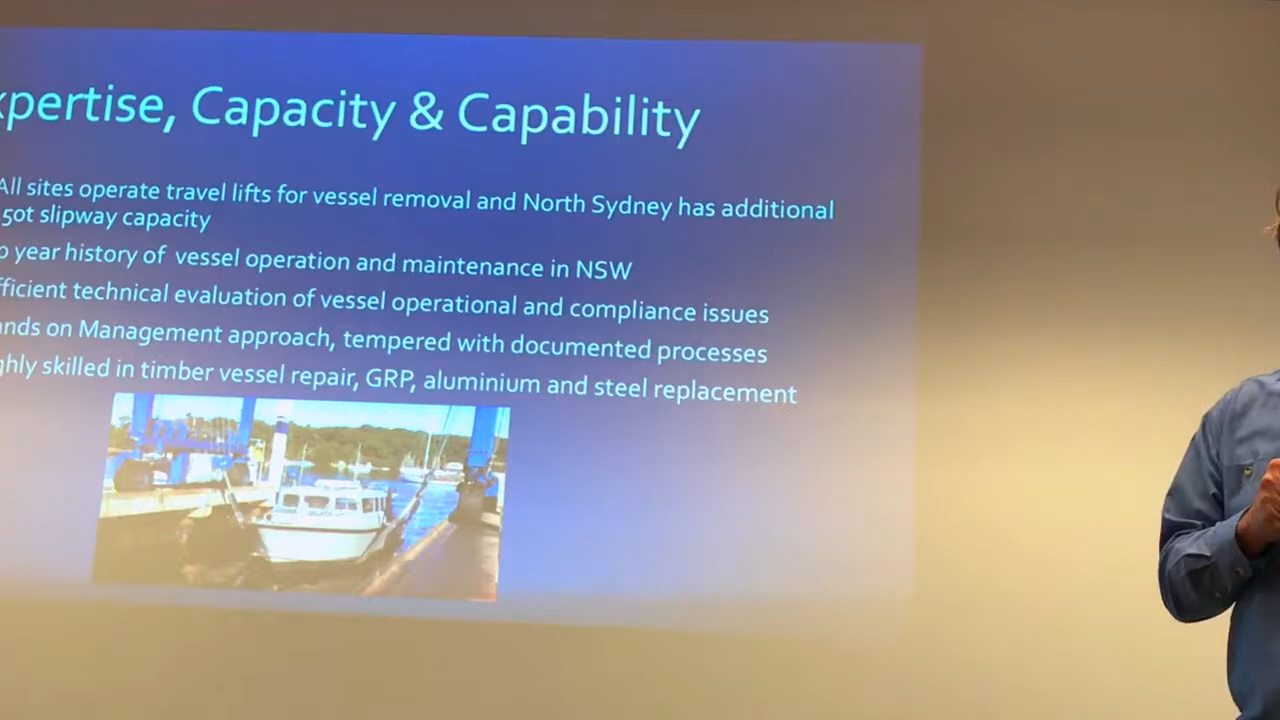 xpertise, Capacity & Capability
All sites operate travel lifts for vessel removal and North Sydney has additional
50t slipway capacity
0 year history of vessel operation and maintenance in NSW
fficient technical evaluation of vessel operational and compliance issues
ands on Management approach, tempered with documented processes
ghly skilled in timber vessel repair, GRP, aluminium and steel replacement